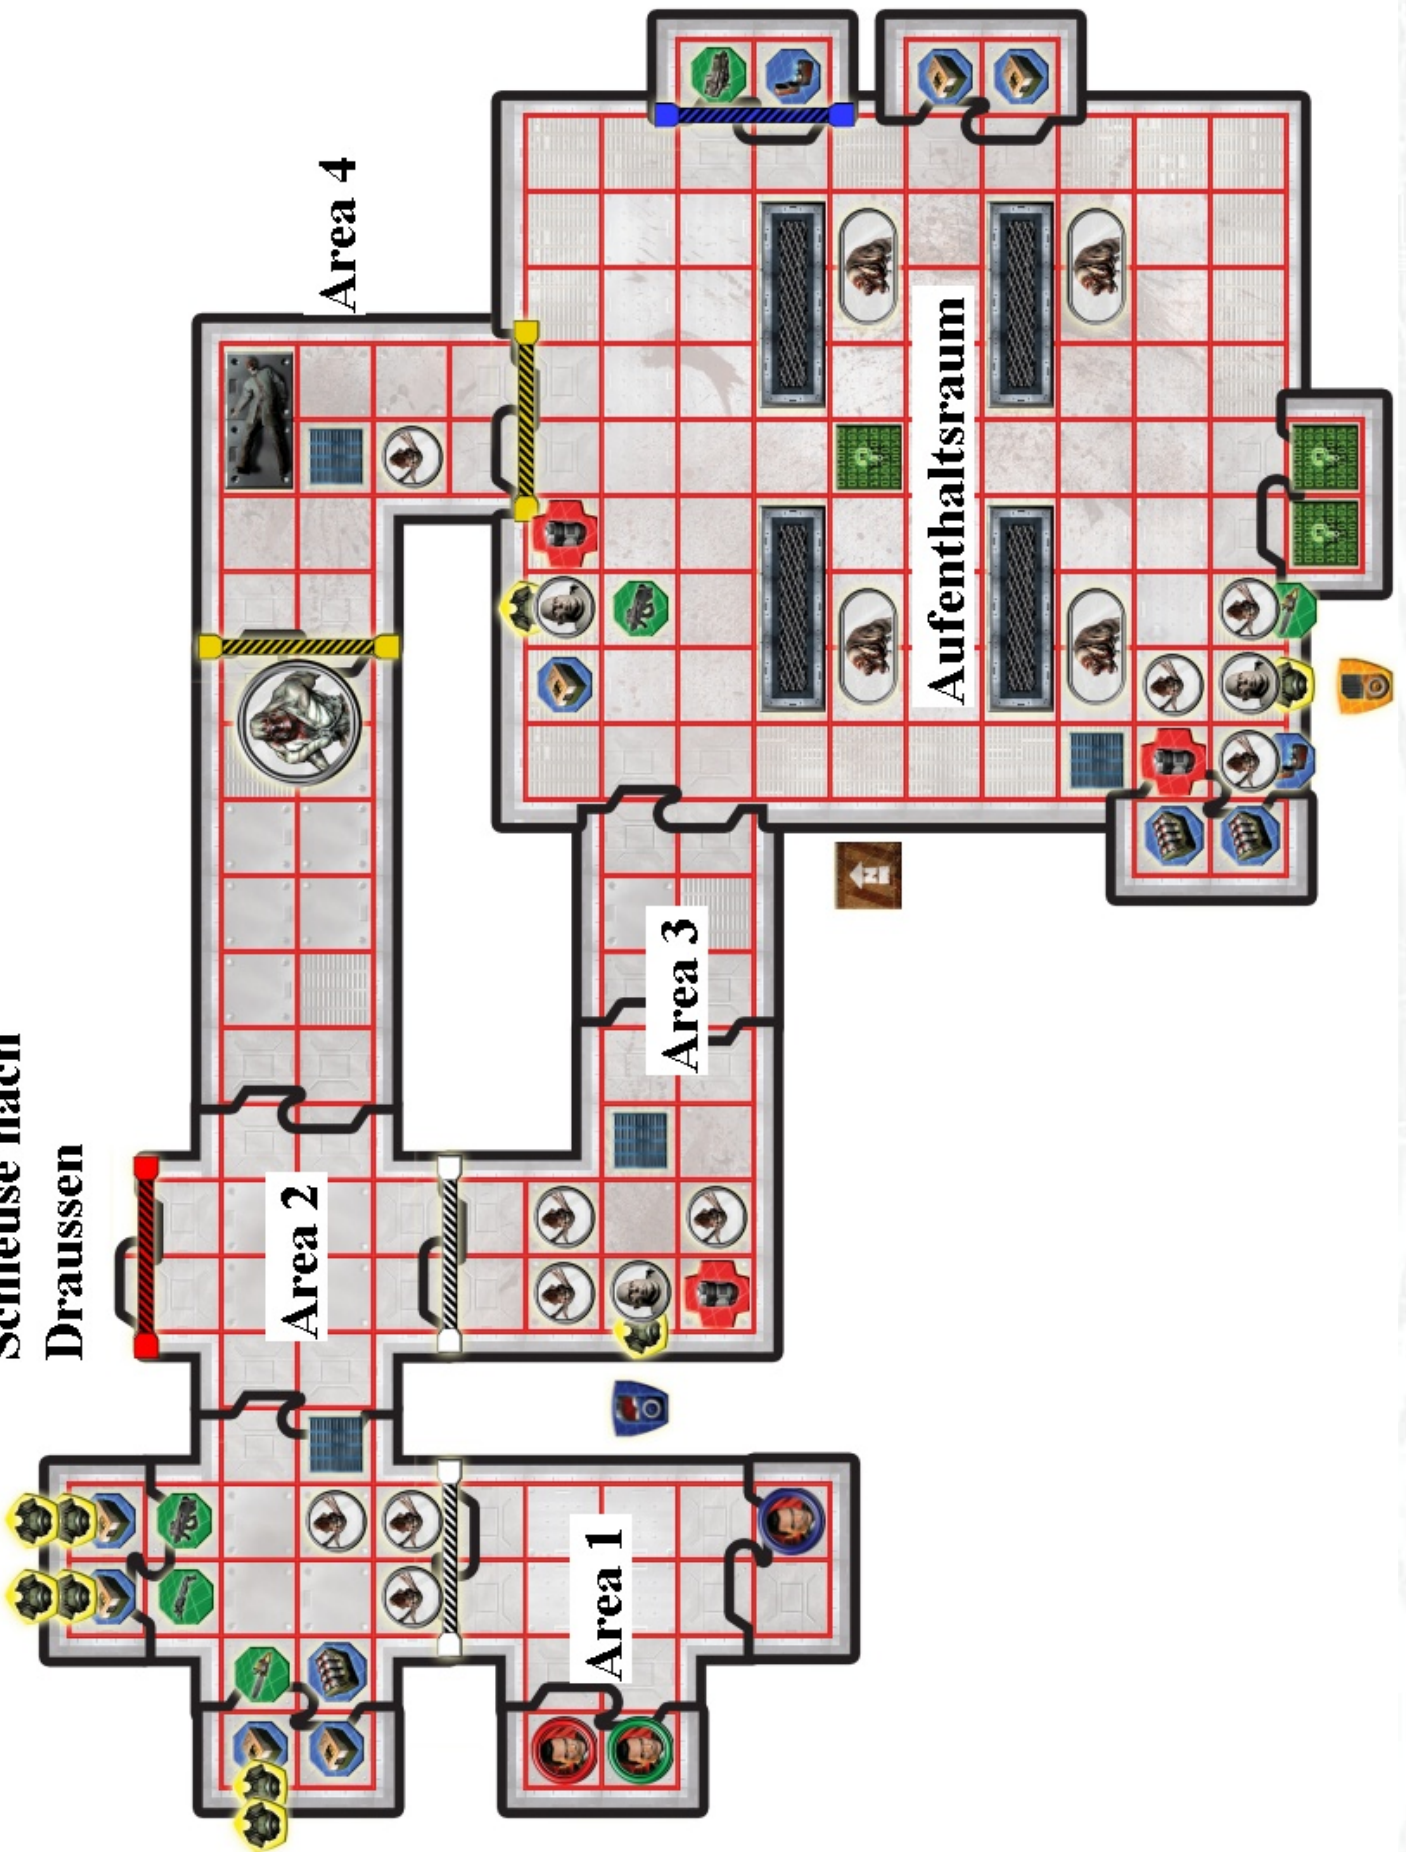 Schleuse nach
Draussen
Area 2
Area 4
Area 1
Area 3
N
Aufenthaltsraum